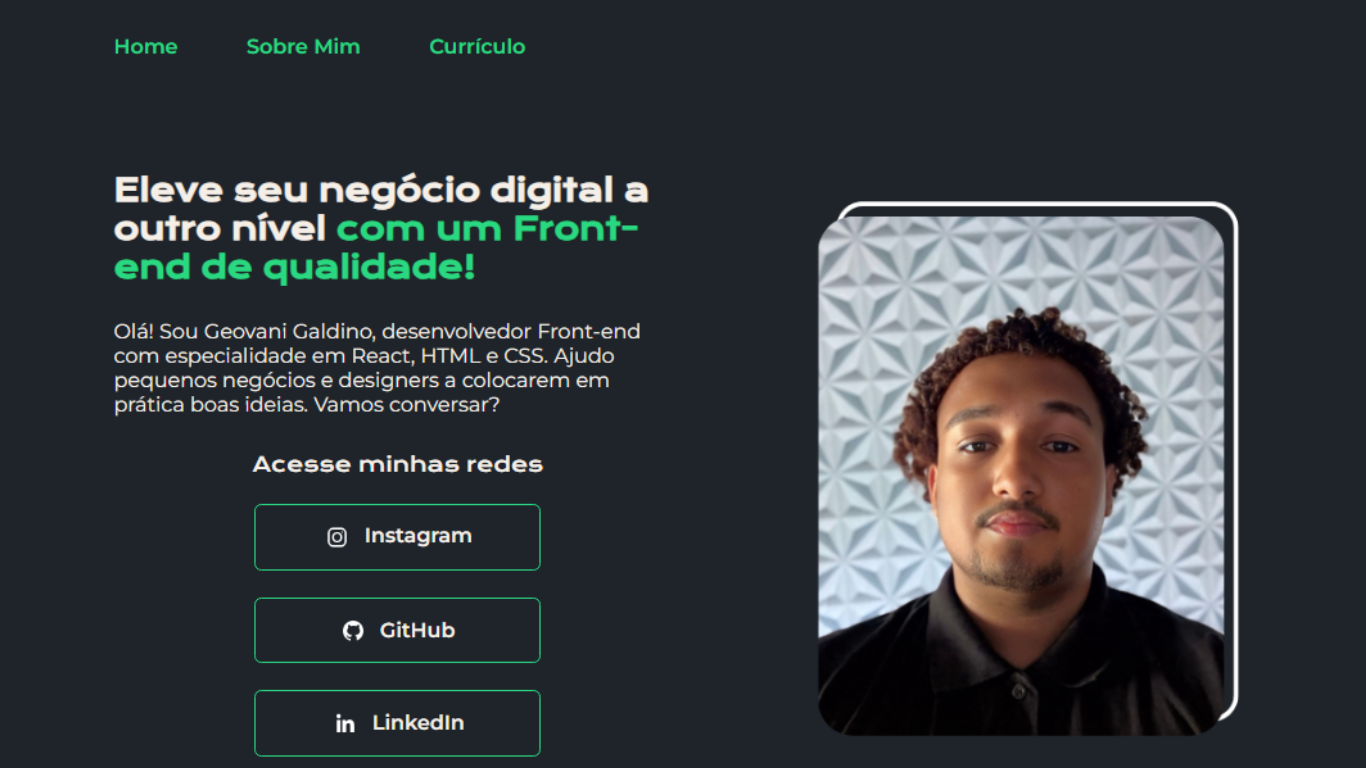 Home
Sobre Mim
Currículo
Eleve seu negócio digital a
outro nível com um Front-
end de qualidade!
Olá! Sou Geovani Galdino, desenvolvedor Front-end
com especialidade em React, HTML e CSS. Ajudo
pequenos negócios e designers a colocarem em
prática boas ideias. Vamos conversar?
Acesse minhas redes
Instagram
GitHub
LinkedIn